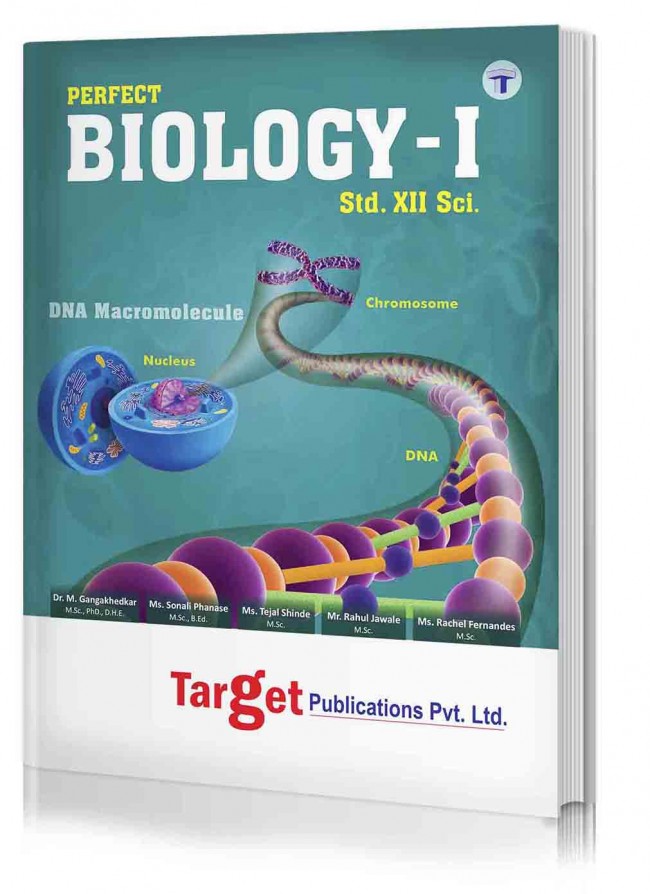 PERFECT
BIOLOGY - I
Std. XII Sci.
DNA Macromolecule
Chromosome
Nucleus
DNA
Dr. M. Gangakhedkar
M.Sc., PhD., D.H.E.
Ms. Sonali Phanase
M.Sc., B.Ed.
Ms. Tejal Shinde
M.Sc.
Mr. Rahul Jawale
M.Sc.
Ms. Rachel Fernandes
M.Sc.
Target Publications Pvt. Ltd.